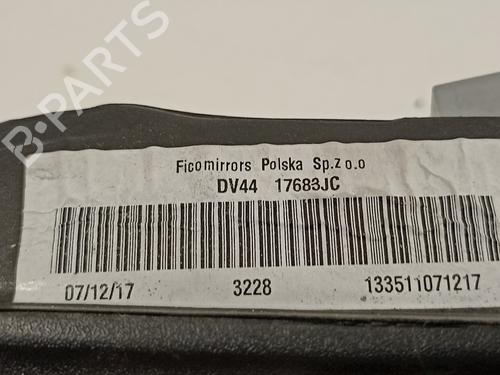 B-PARTS
Ficomirrors Polska Sp.z o.o
DV44 17683JC
07/12/17 3228 133511071217